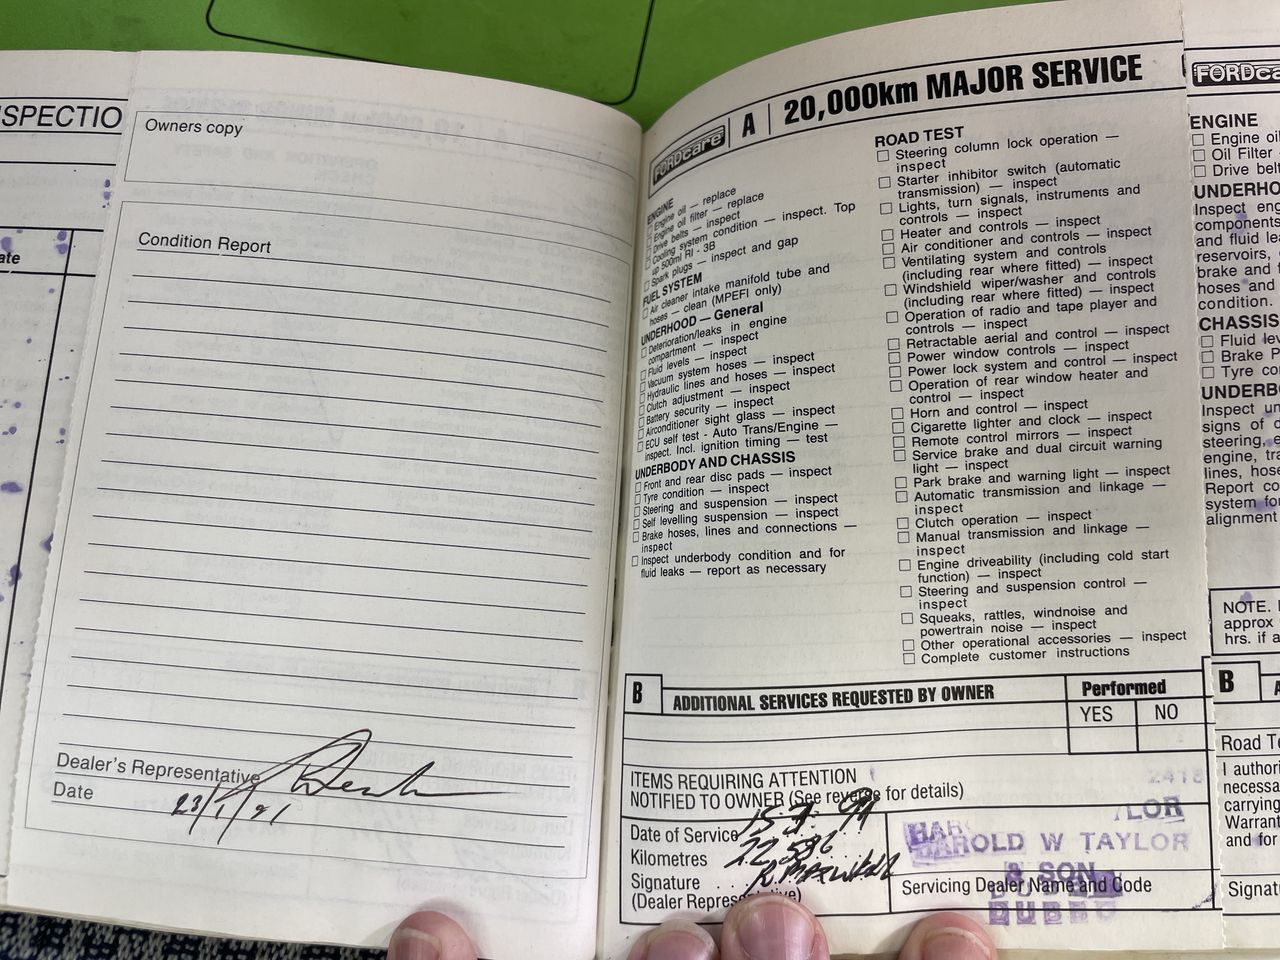 SPECTIO
ate
Owners copy
Condition Report
Dealer's Representative
Date 23/1/91
FORDcare A 20,000km MAJOR SERVICE
ENGINE
Engine oil — replace
Engine oil filter — replace
Drive belts — inspect
Cooling system condition — inspect. Top
up 500ml RI - 3B
Spark plugs — inspect and gap
FUEL SYSTEM
Air cleaner intake manifold tube and
hoses — clean (MPEFI only)
UNDERHOOD — General
Deterioration/leaks in engine
compartment — inspect
Fluid levels — inspect
Vacuum system hoses — inspect
Hydraulic lines and hoses — inspect
Clutch adjustment — inspect
Battery security — inspect
Airconditioner sight glass — inspect
ECU self test - Auto Trans/Engine —
inspect. Incl. ignition timing — test
UNDERBODY AND CHASSIS
Front and rear disc pads — inspect
Tyre condition — inspect
Steering and suspension — inspect
Self levelling suspension — inspect
Brake hoses, lines and connections —
inspect
Inspect underbody condition and for
fluid leaks — report as necessary
ROAD TEST
Steering column lock operation —
inspect
Starter inhibitor switch (automatic
transmission) — inspect
Lights, turn signals, instruments and
controls — inspect
Heater and controls — inspect
Air conditioner and controls — inspect
Ventilating system and controls
(including rear where fitted) — inspect
Windshield wiper/washer and controls
(including rear where fitted) — inspect
Operation of radio and tape player and
controls — inspect
Retractable aerial and control — inspect
Power window controls — inspect
Power lock system and control — inspect
Operation of rear window heater and
control — inspect
Horn and control — inspect
Cigarette lighter and clock — inspect
Remote control mirrors — inspect
Service brake and dual circuit warning
light — inspect
Park brake and warning light — inspect
Automatic transmission and linkage —
inspect
Clutch operation — inspect
Manual transmission and linkage —
inspect
Engine driveability (including cold start
function) — inspect
Steering and suspension control —
inspect
Squeaks, rattles, windnoise and
powertrain noise — inspect
Other operational accessories — inspect
Complete customer instructions
B ADDITIONAL SERVICES REQUESTED BY OWNER
Performed
YES NO
ITEMS REQUIRING ATTENTION
NOTIFIED TO OWNER (See reverse for details)
Date of Service
Kilometres 22,586
Signature
(Dealer Representative)
2418
YLOR
HAROLD W TAYLOR
& SON
DUBBO
Servicing Dealer Name and Code
FORDca
ENGINE
Engine oil
Oil Filter
Drive belt
UNDERHO
Inspect eng
components
and fluid lea
reservoirs,
brake and f
hoses and
condition.
CHASSIS
Fluid lev
Brake P
Tyre co
UNDERBO
Inspect un
signs of d
steering, e
engine, tra
lines, hose
Report co
system for
alignment
NOTE.
approx
hrs. if a
B
Road Te
I authori
necessa
carrying
Warrant
and for
Signatu